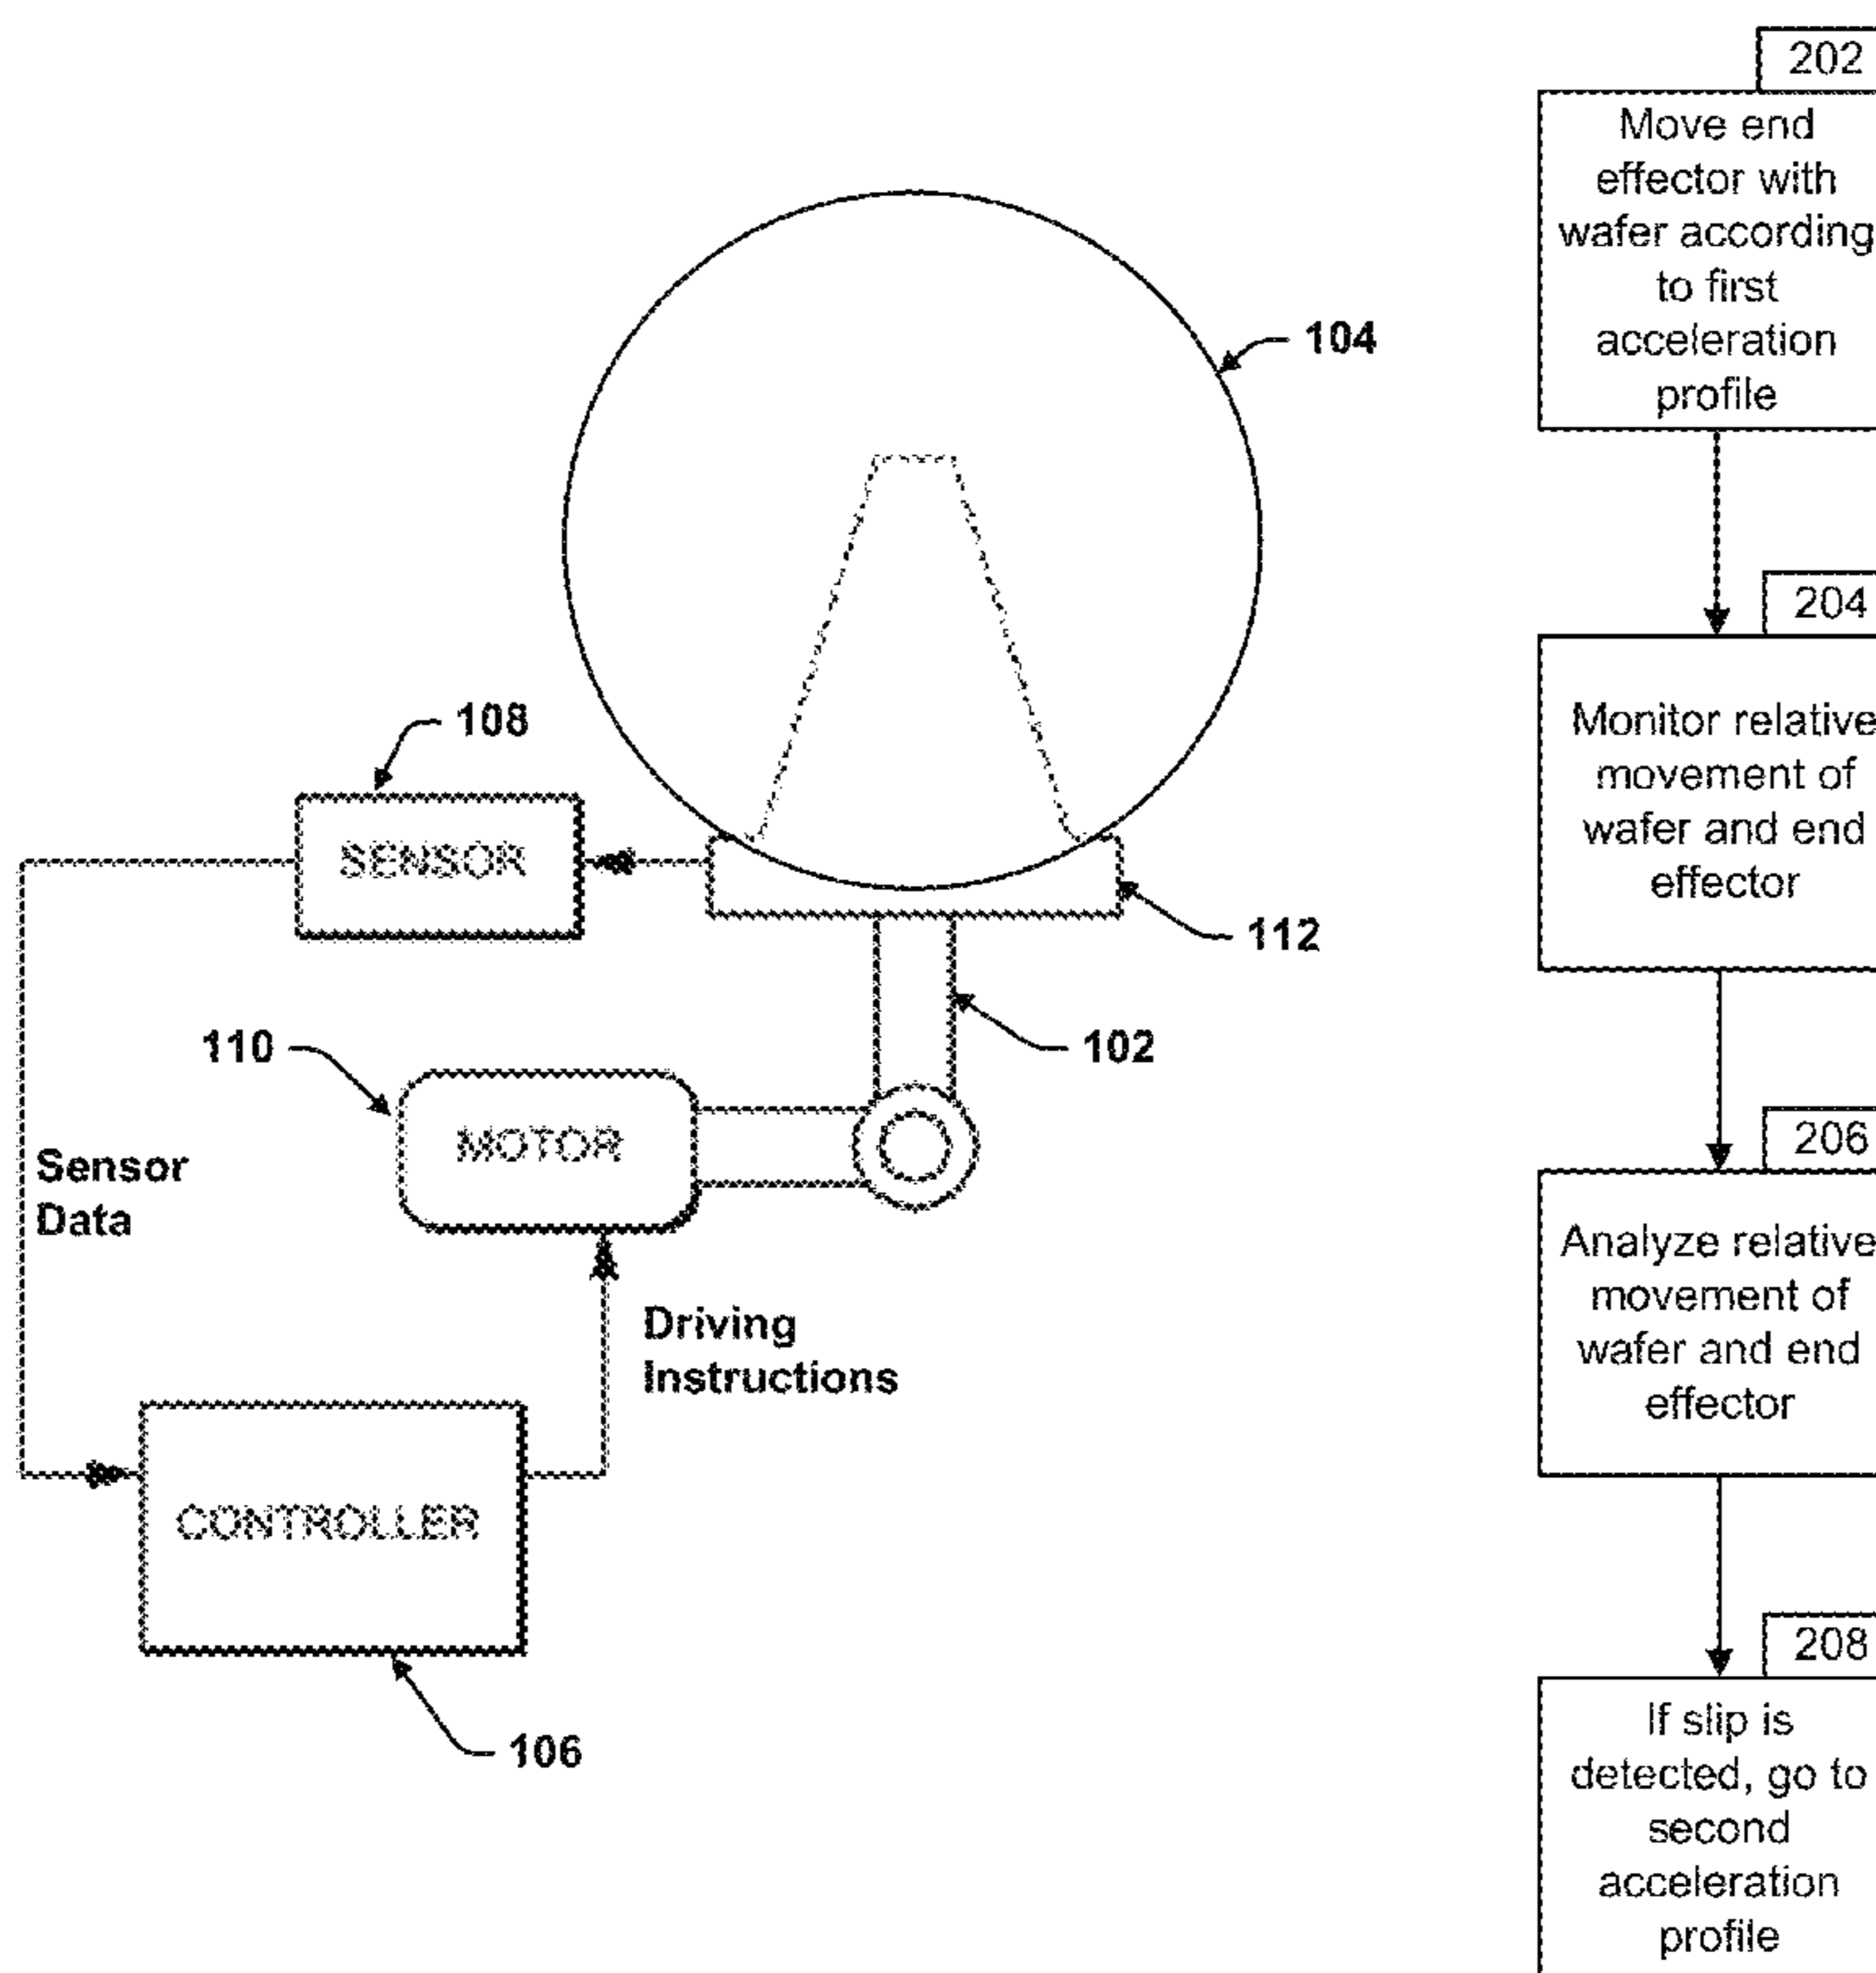 104
108
SENSOR
112
102
110
MOTOR
Sensor
Data
Driving
Instructions
CONTROLLER
106
202
Move end
effector with
wafer according
to first
acceleration
profile
204
Monitor relative
movement of
wafer and end
effector
206
Analyze relative
movement of
wafer and end
effector
208
If slip is
detected, go to
second
acceleration
profile